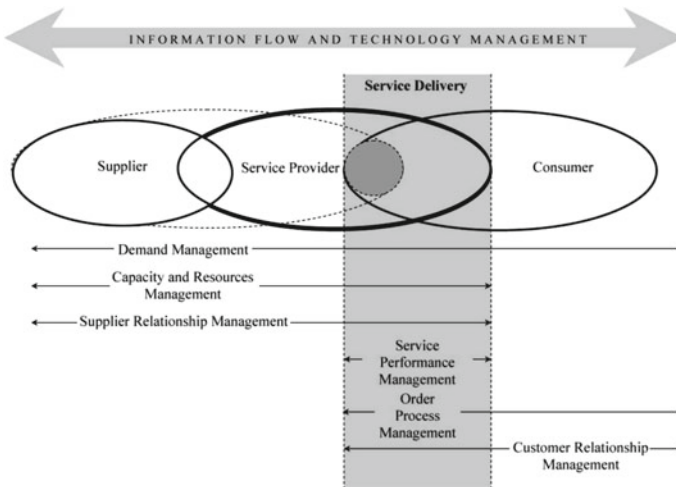 INFORMATION FLOW AND TECHNOLOGY MANAGEMENT
Service Delivery
Supplier
Service Provider
Consumer
Demand Management
Capacity and Resources
Management
Supplier Relationship Management
Service
Performance
Management
Order
Process
Management
Customer Relationship
Management